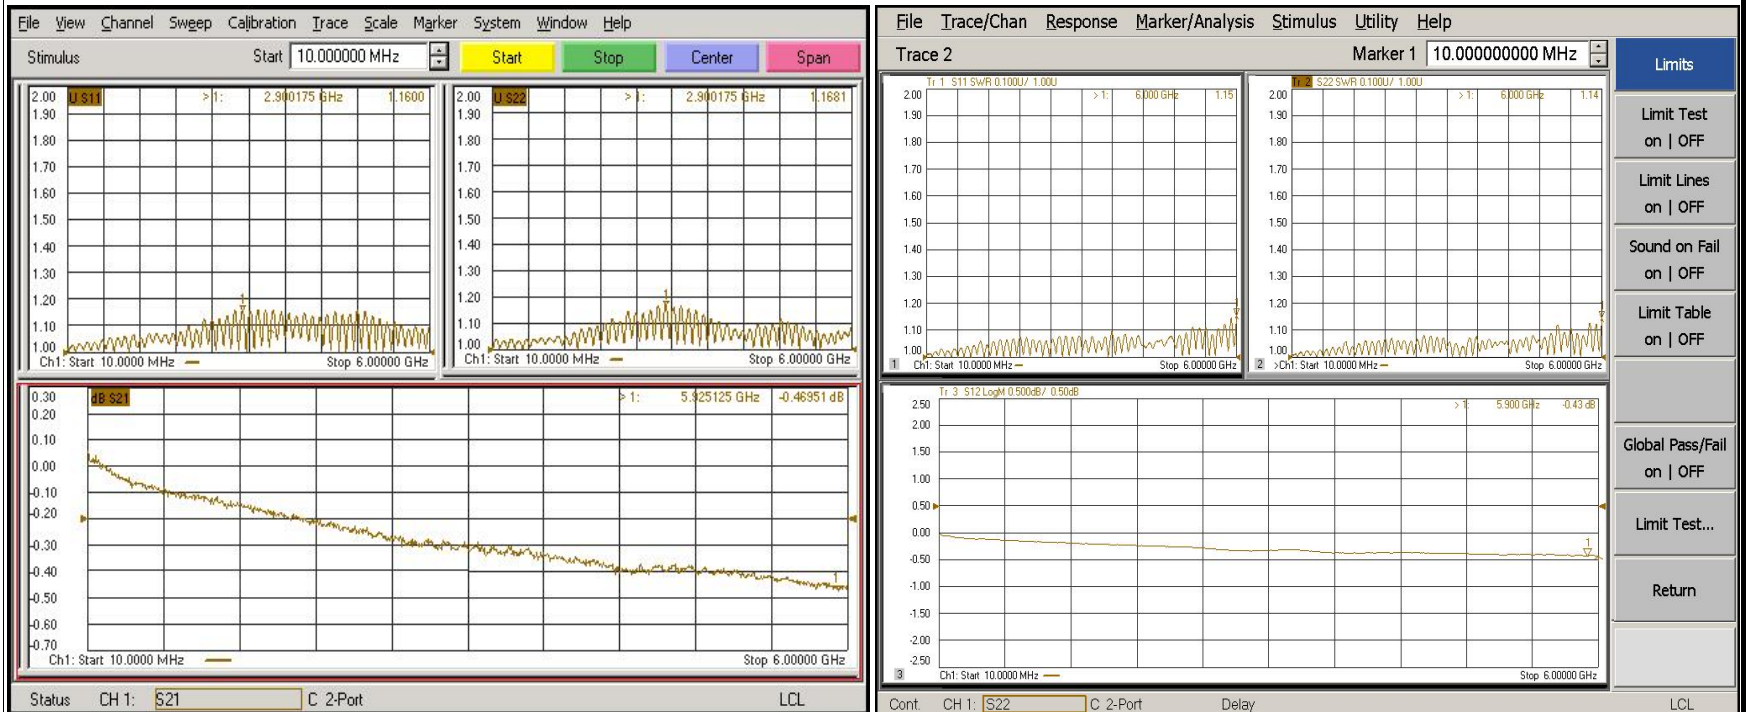 File View Channel Sweep Calibration Trace Scale Marker System Window Help
Stimulus Start 10.000000 MHz Start Stop Center Span
U S11 >1: 2.900175 GHz 1.1600
2.00
1.90
1.80
1.70
1.60
1.50
1.40
1.30
1.20
1.10
1.00
1
Ch1: Start 10.0000 MHz Stop 6.00000 GHz
U S22 >1: 2.900175 GHz 1.1681
2.00
1.90
1.80
1.70
1.60
1.50
1.40
1.30
1.20
1.10
1.00
1
Ch1: Start 10.0000 MHz Stop 6.00000 GHz
dB S21 >1: 5.925125 GHz -0.46951 dB
0.30
0.20
0.10
0.00
-0.10
-0.20
-0.30
-0.40
-0.50
-0.60
-0.70
1
Ch1: Start 10.0000 MHz Stop 6.00000 GHz
Status CH 1: S21 C 2-Port LCL
File Trace/Chan Response Marker/Analysis Stimulus Utility Help
Trace 2 Marker 1 10.000000000 MHz
Tr 1 S11 SWR 0.100U/ 1.00U
>1: 6.000 GHz 1.15
2.00
1.90
1.80
1.70
1.60
1.50
1.40
1.30
1.20
1.10
1.00
1
1 Ch1: Start 10.0000 MHz Stop 6.00000 GHz
Tr 2 S22 SWR 0.100U/ 1.00U
>1: 6.000 GHz 1.14
2.00
1.90
1.80
1.70
1.60
1.50
1.40
1.30
1.20
1.10
1.00
1
2 >Ch1: Start 10.0000 MHz Stop 6.00000 GHz
Tr 3 S12 LogM 0.500dB/ 0.50dB
>1: 5.900 GHz -0.43 dB
2.50
2.00
1.50
1.00
0.50
0.00
-0.50
-1.00
-1.50
-2.00
-2.50
1
3 Ch1: Start 10.0000 MHz Stop 6.00000 GHz
Cont. CH 1: S22 C 2-Port Delay LCL
Limits
Limit Test
on | OFF
Limit Lines
on | OFF
Sound on Fail
on | OFF
Limit Table
on | OFF
Global Pass/Fail
on | OFF
Limit Test...
Return